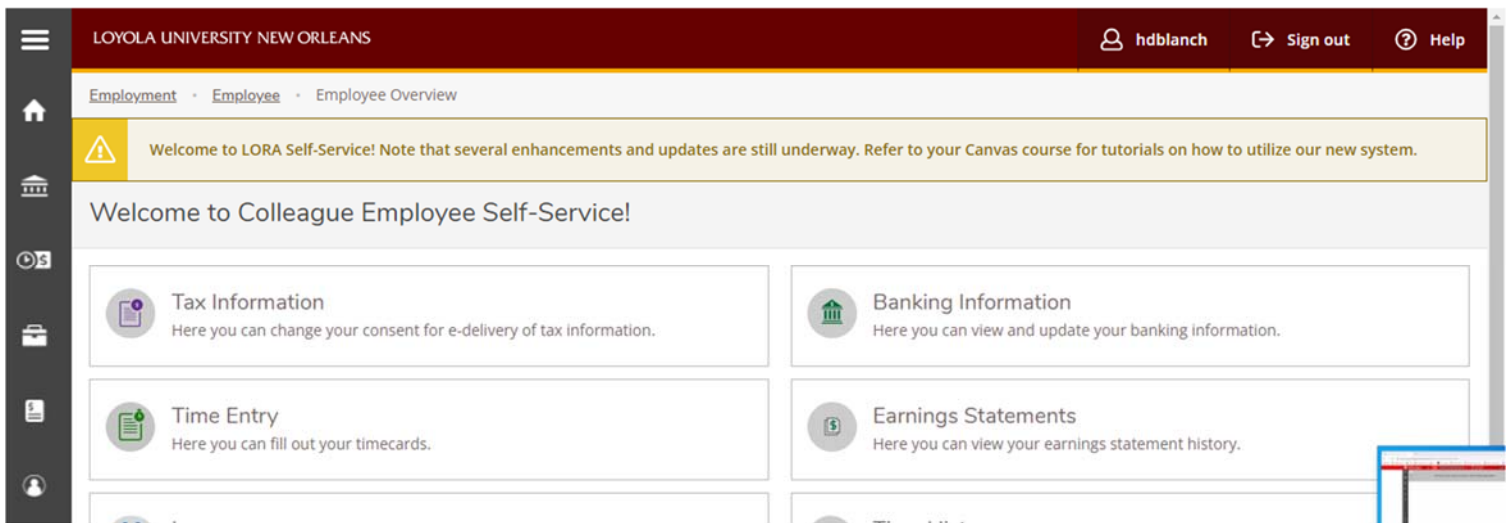 LOYOLA UNIVERSITY NEW ORLEANS
hdblanch
Sign out
Help
Employment • Employee • Employee Overview
Welcome to LORA Self-Service! Note that several enhancements and updates are still underway. Refer to your Canvas course for tutorials on how to utilize our new system.
Welcome to Colleague Employee Self-Service!
Tax Information
Here you can change your consent for e-delivery of tax information.
Banking Information
Here you can view and update your banking information.
Time Entry
Here you can fill out your timecards.
Earnings Statements
Here you can view your earnings statement history.